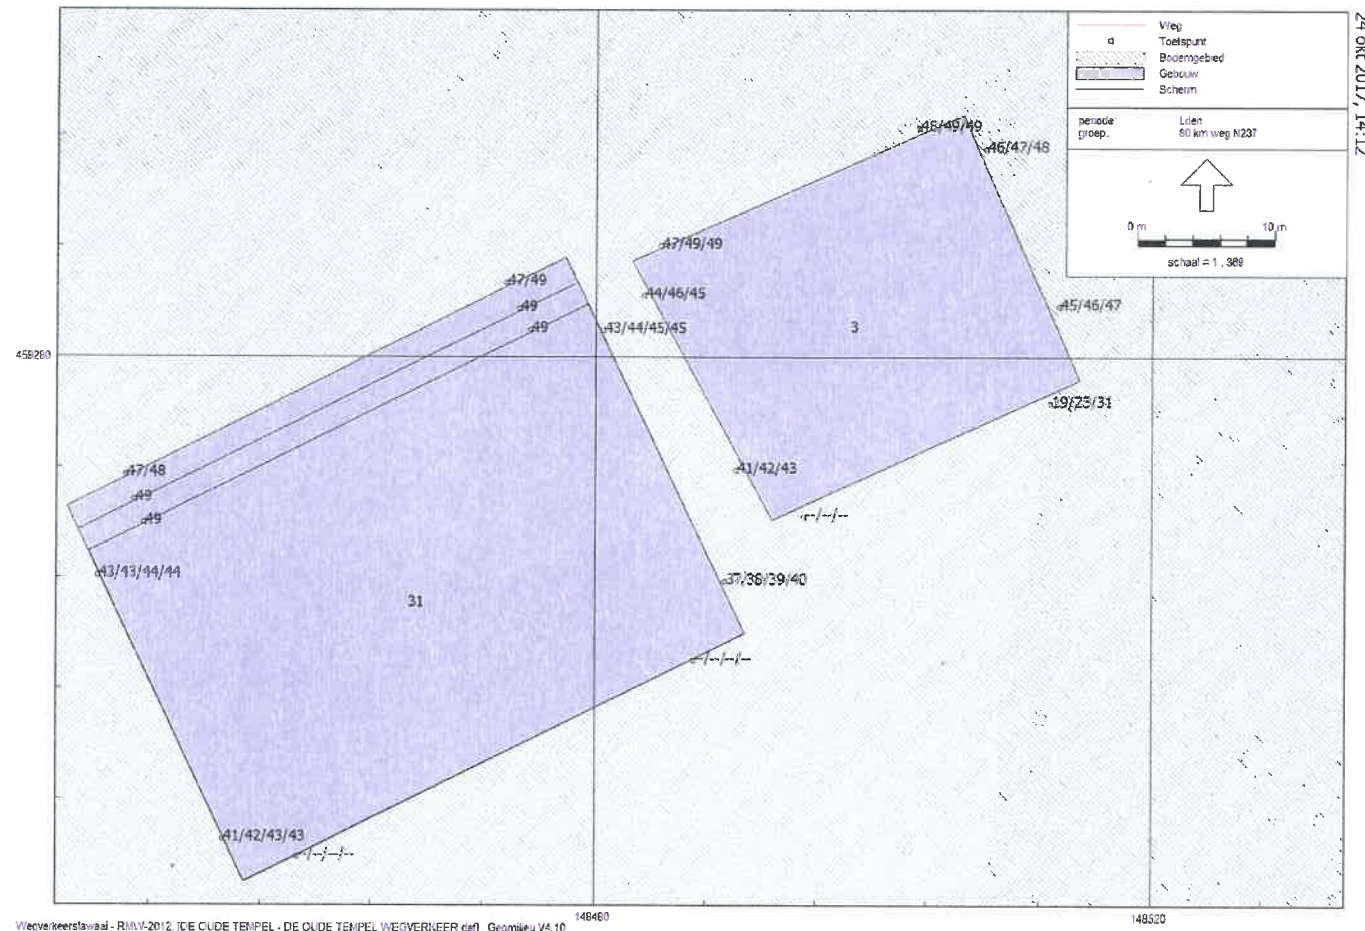 24 okt 2017, 14:12
Weg
Toetspunt
Bodemgebied
Gebouw
Scherm
periode Lden
groep. 80 km weg N237
0 m 10 m
schaal = 1 : 389
48/49/49
46/47/48
47/49/49
44/46/45
47/49
49
49
43/44/45/45
45/46/47
3
459280
19/23/31
47/48
49
49
41/42/43
--/--/--
43/43/44/44
37/38/39/40
31
--/--/--/--
41/42/43/43
--/--/--/--
148480
148520
Wegverkeerslawaai - RMW-2012, [DE OUDE TEMPEL - DE OUDE TEMPEL WEGVERKEER def] , Geomilieu V4.10